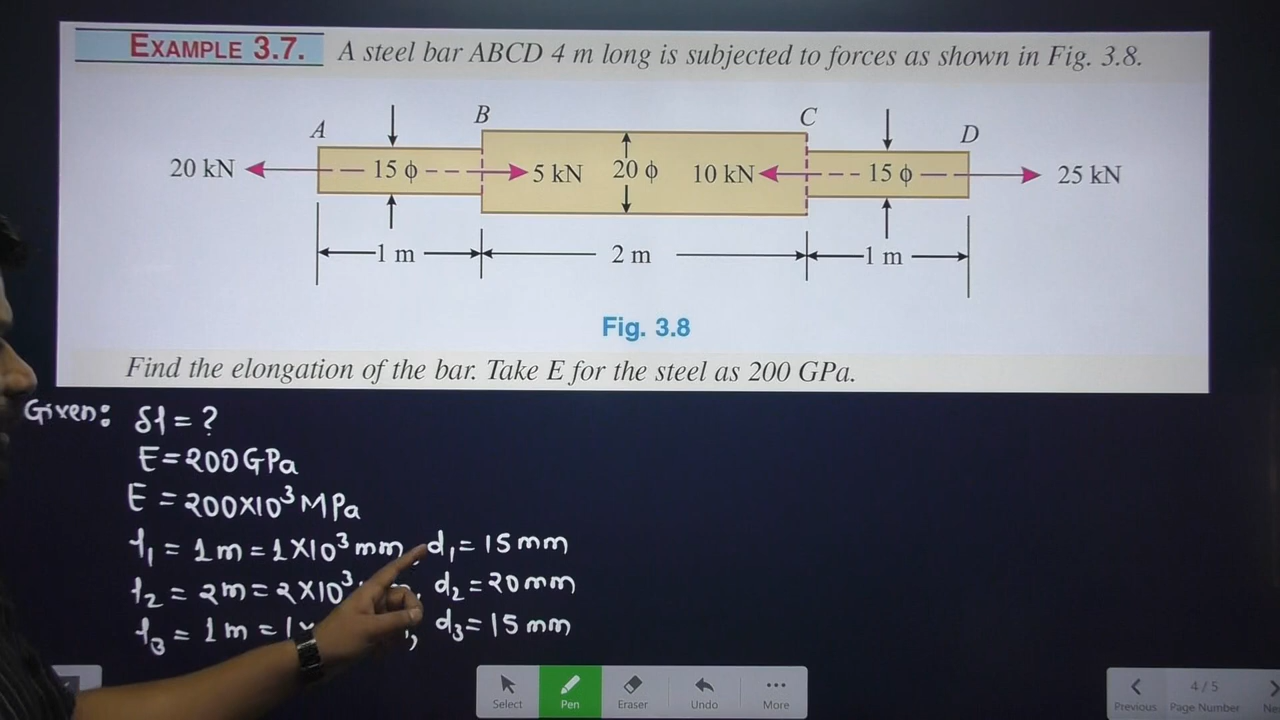 EXAMPLE 3.7. A steel bar ABCD 4 m long is subjected to forces as shown in Fig. 3.8.
A B C D
20 kN 15 ϕ 5 kN 20 ϕ 10 kN 15 ϕ 25 kN
1 m 2 m 1 m
Fig. 3.8
Find the elongation of the bar. Take E for the steel as 200 GPa.
Given: δl = ?
E = 200 GPa
E = 200×10³ MPa
l₁ = 1m = 1×10³ mm, d₁ = 15 mm
l₂ = 2m = 2×10³ , d₂ = 20 mm
l₃ = 1m = 1× , d₃ = 15 mm
Select Pen Eraser Undo More
4 / 5
Previous Page Number